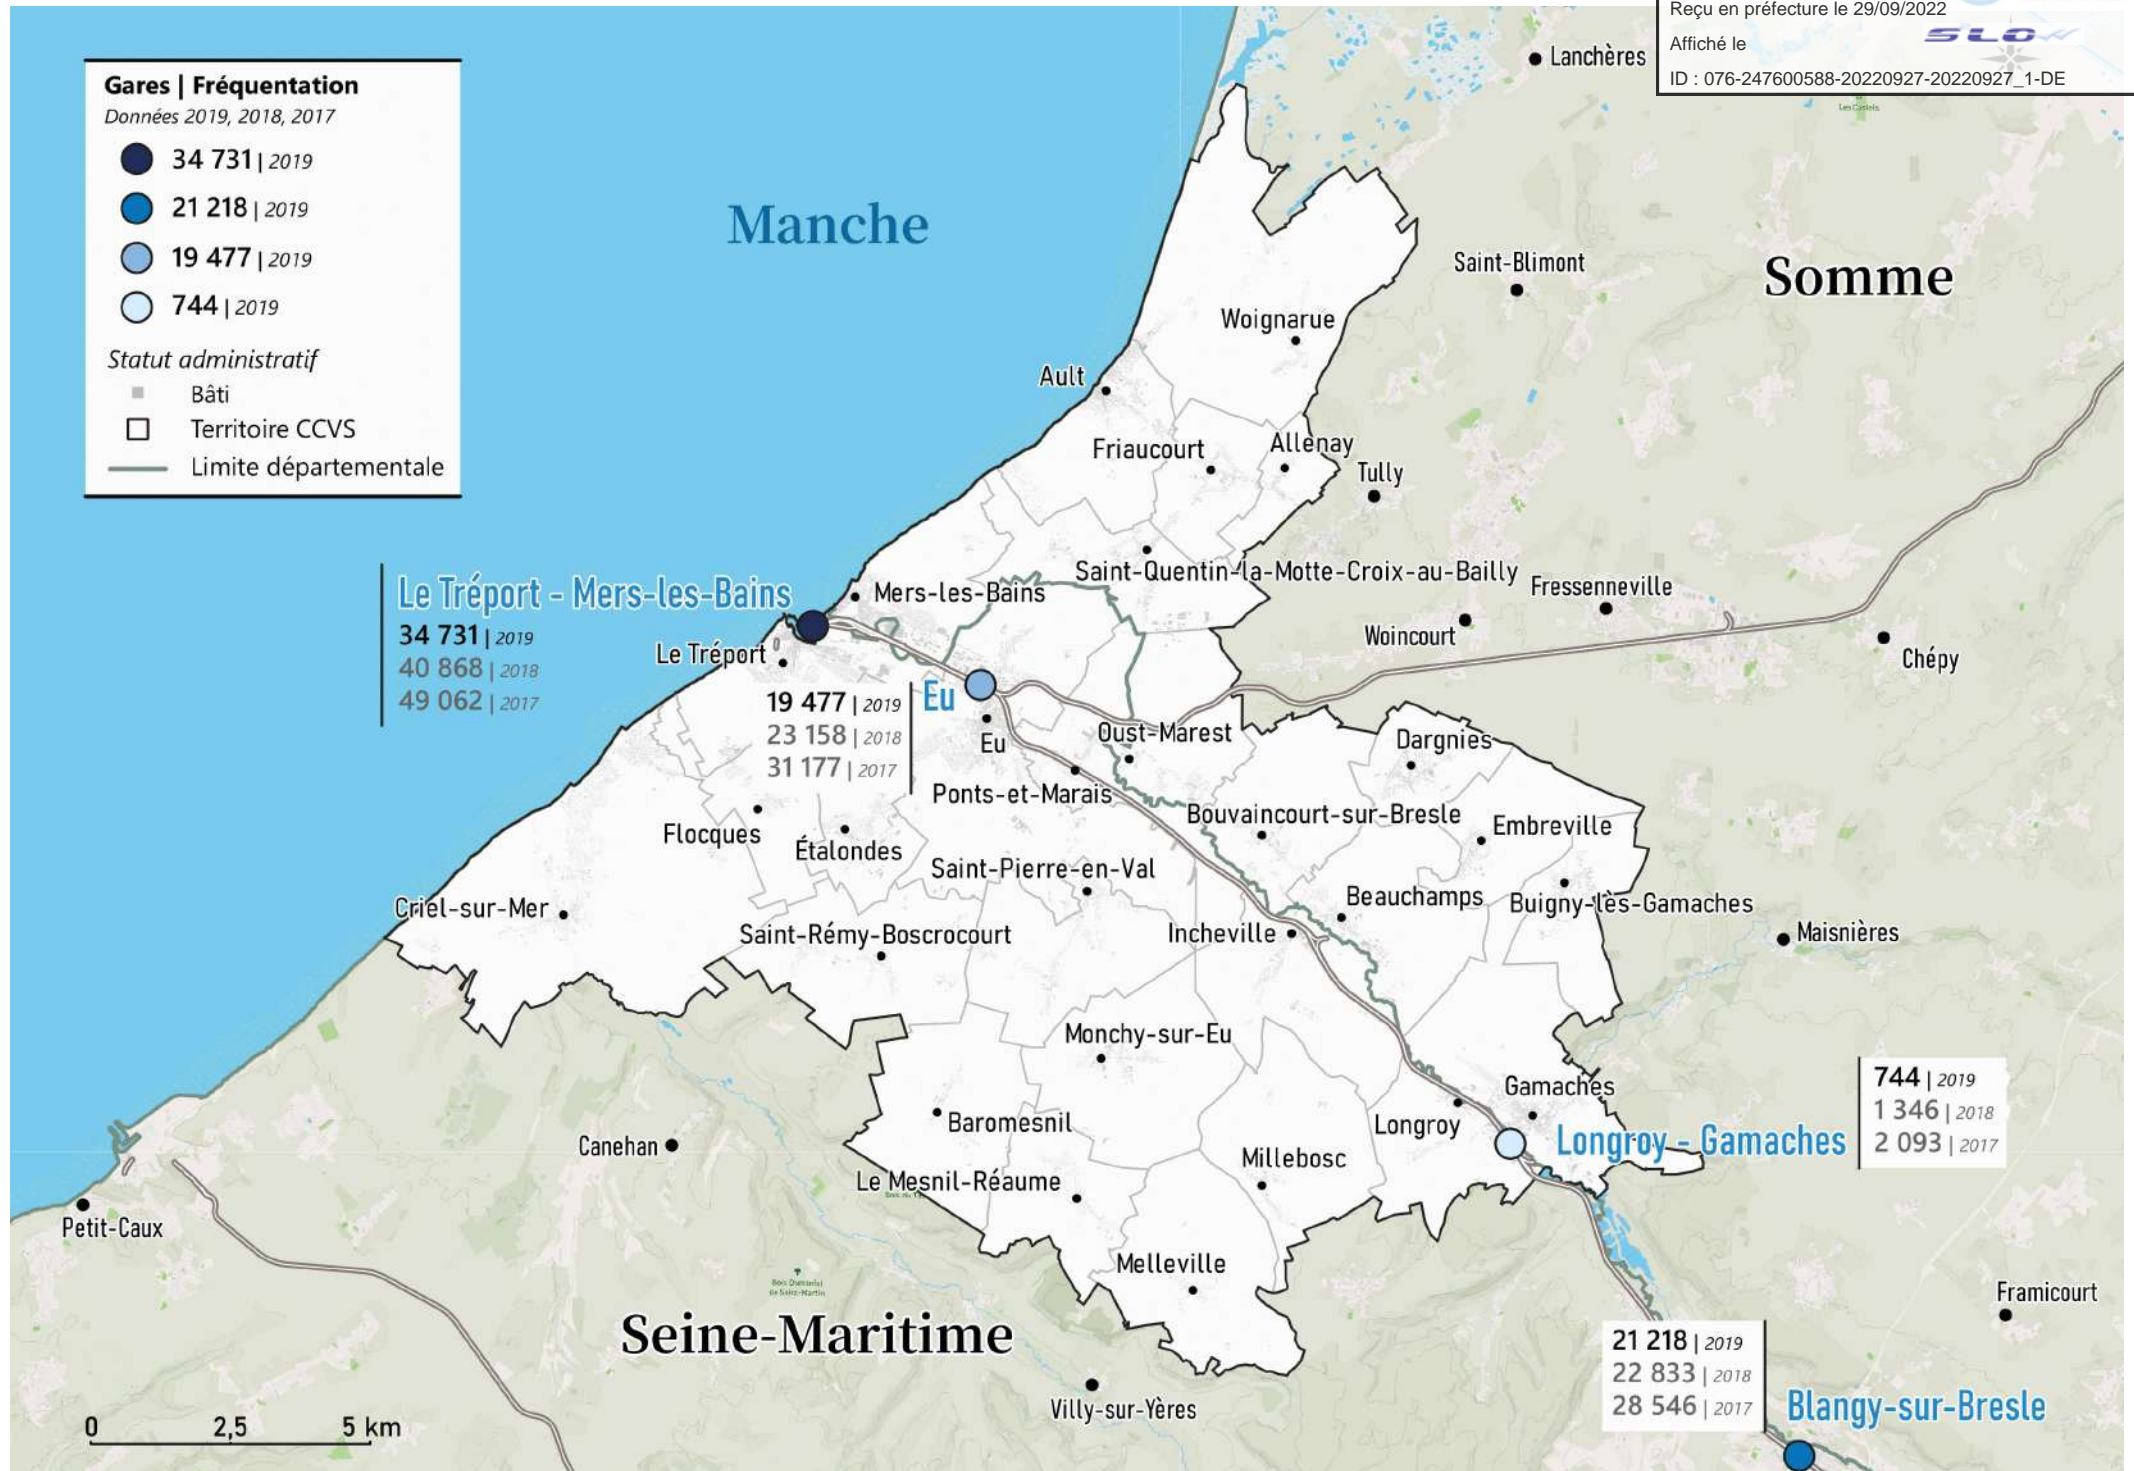 Reçu en préfecture le 29/09/2022
Affiché le
SLOW
ID : 076-247600588-20220927-20220927_1-DE
Gares | Fréquentation
Données 2019, 2018, 2017
34 731 | 2019
21 218 | 2019
19 477 | 2019
744 | 2019
Statut administratif
Bâti
Territoire CCVS
Limite départementale
Manche
Somme
Lanchères
Les Castels
Saint-Blimont
Woignarue
Ault
Friaucourt
Allenay
Tully
Saint-Quentin-la-Motte-Croix-au-Bailly
Fressenneville
Woincourt
Chépy
Le Tréport - Mers-les-Bains
34 731 | 2019
40 868 | 2018
49 062 | 2017
Mers-les-Bains
Le Tréport
19 477 | 2019
23 158 | 2018
31 177 | 2017
Eu
Eu
Oust-Marest
Dargnies
Ponts-et-Marais
Bouvaincourt-sur-Bresle
Embreville
Flocques
Étalondes
Saint-Pierre-en-Val
Beauchamps
Buigny-lès-Gamaches
Criel-sur-Mer
Saint-Rémy-Boscrocourt
Incheville
Maisnières
Monchy-sur-Eu
Gamaches
744 | 2019
1 346 | 2018
2 093 | 2017
Baromesnil
Longroy
Longroy - Gamaches
Canehan
Millebosc
Le Mesnil-Réaume
Petit-Caux
Melleville
Framicourt
Seine-Maritime
21 218 | 2019
22 833 | 2018
28 546 | 2017
Blangy-sur-Bresle
Villy-sur-Yères
0 2,5 5 km